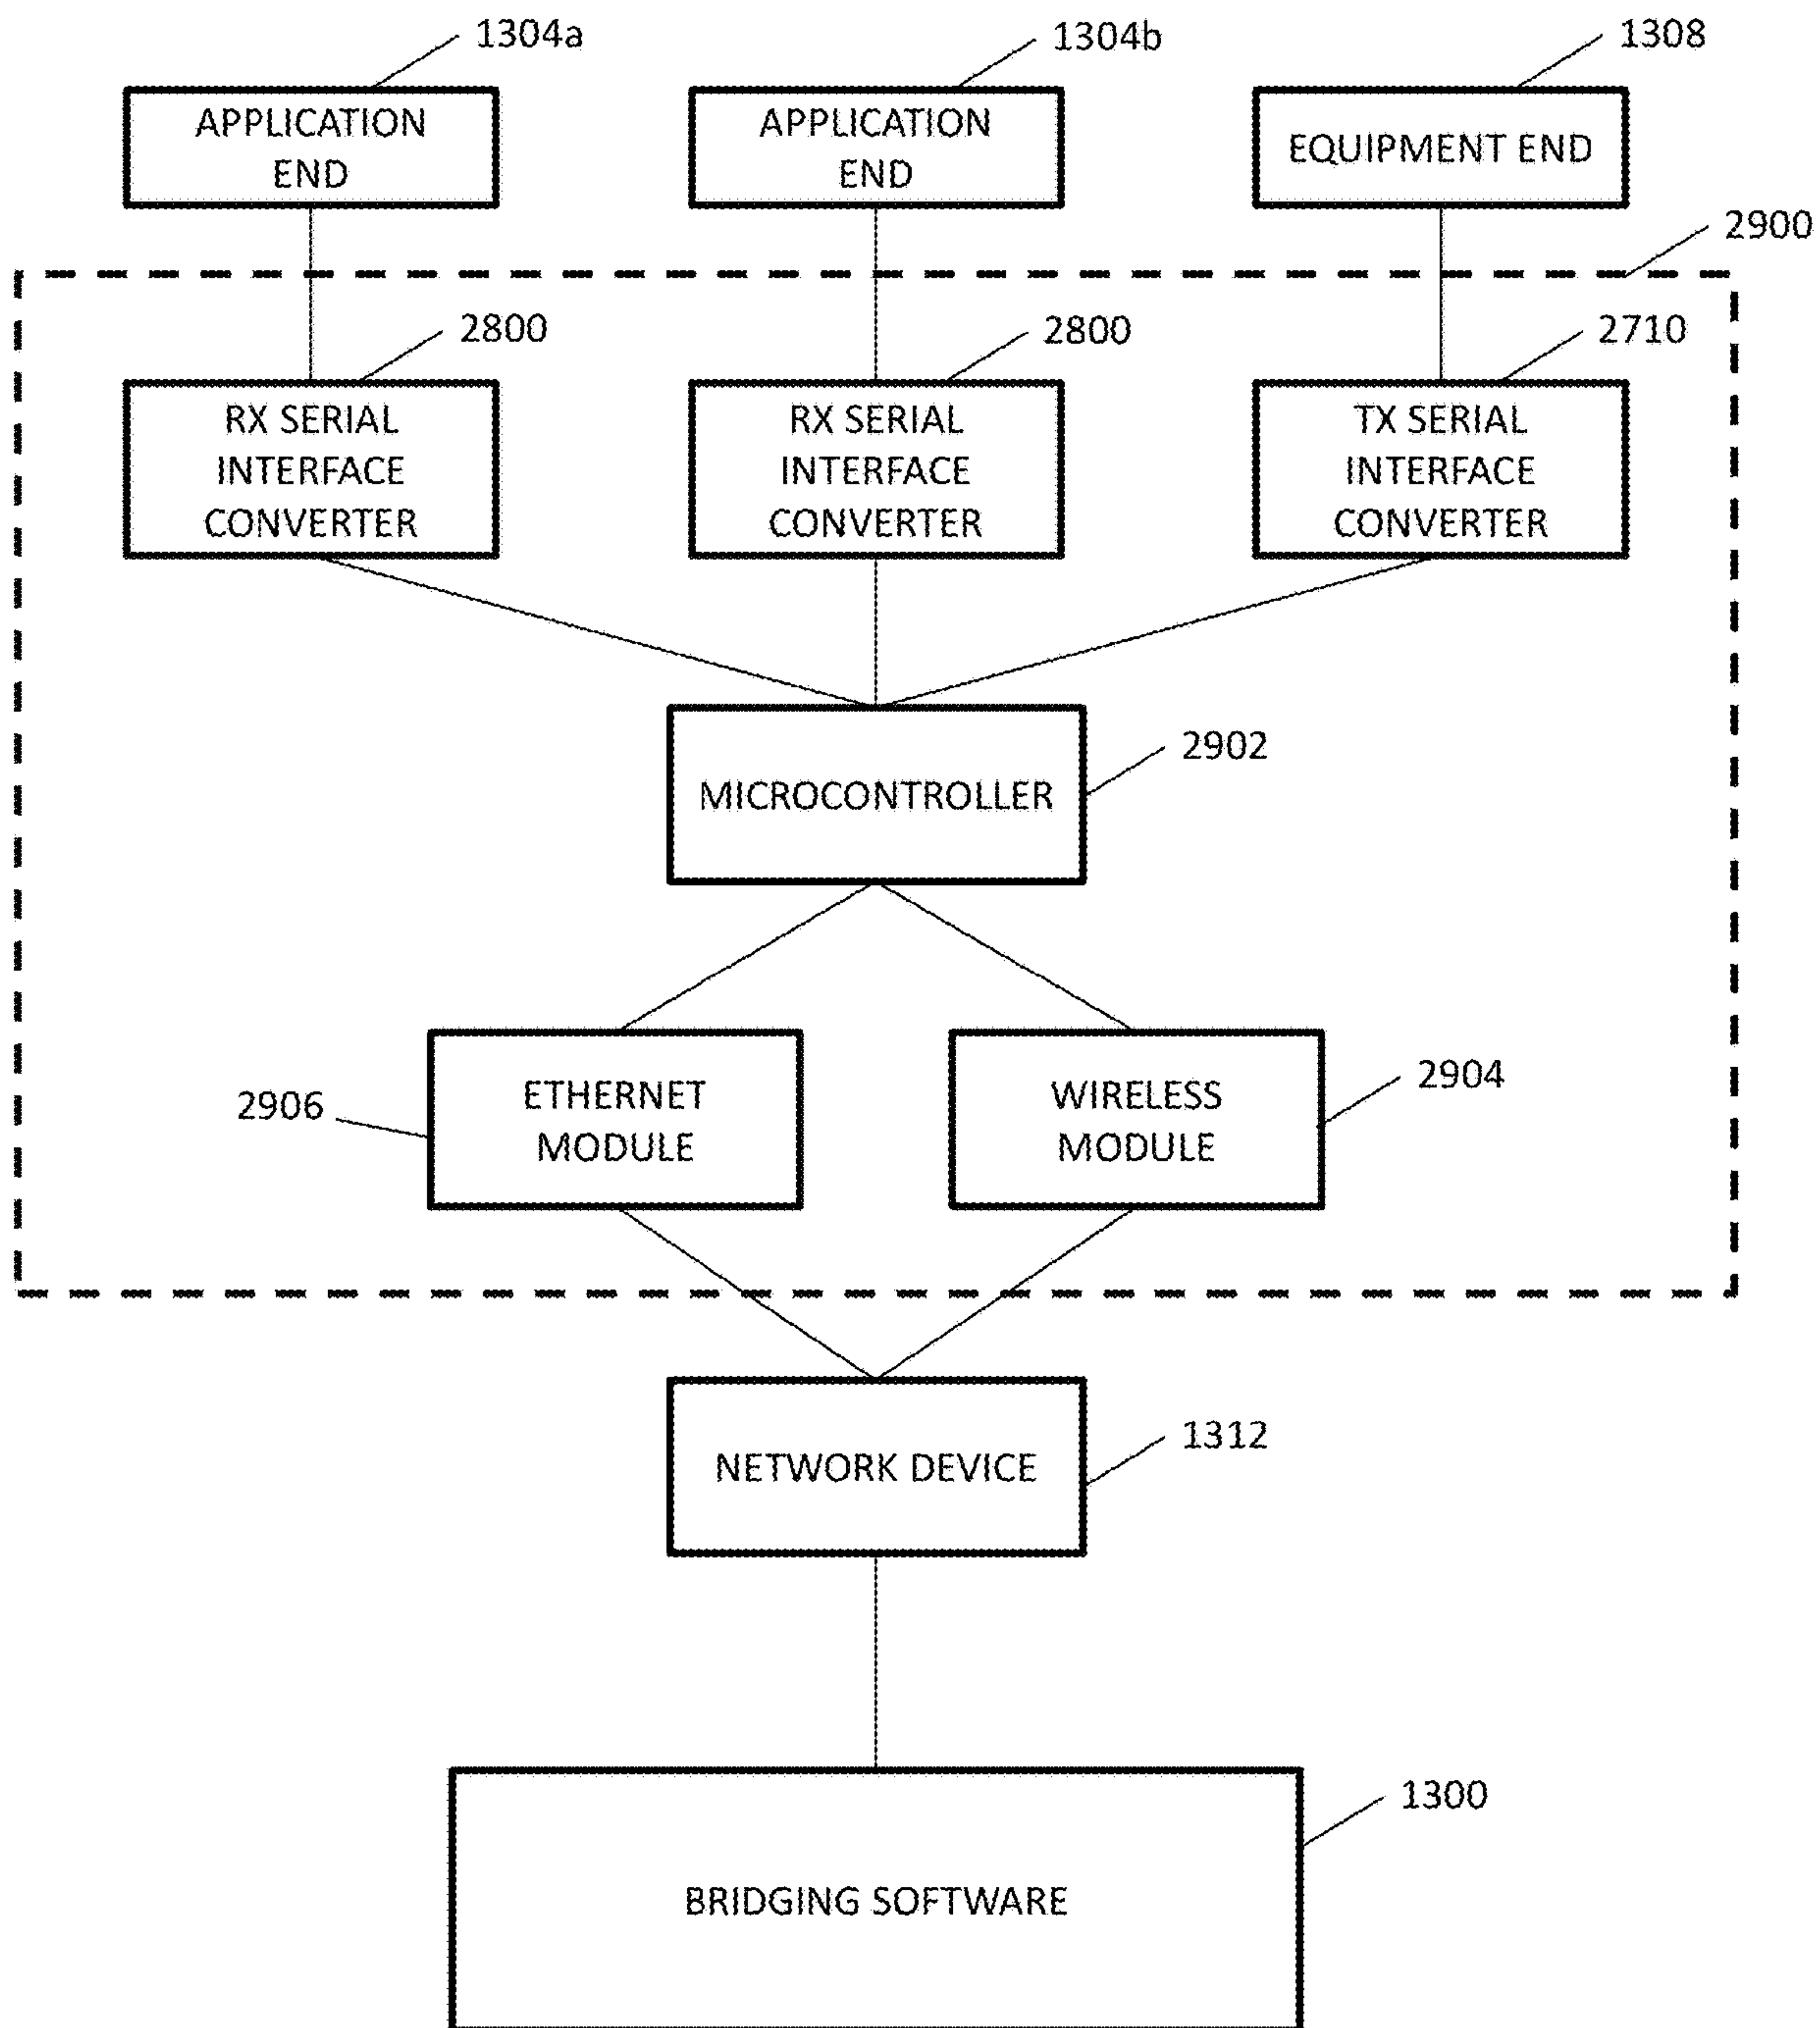 1304a
1304b
1308
APPLICATION
END
APPLICATION
END
EQUIPMENT END
2900
2800
2800
2710
RX SERIAL
INTERFACE
CONVERTER
RX SERIAL
INTERFACE
CONVERTER
TX SERIAL
INTERFACE
CONVERTER
2902
MICROCONTROLLER
2906
ETHERNET
MODULE
WIRELESS
MODULE
2904
1312
NETWORK DEVICE
1300
BRIDGING SOFTWARE